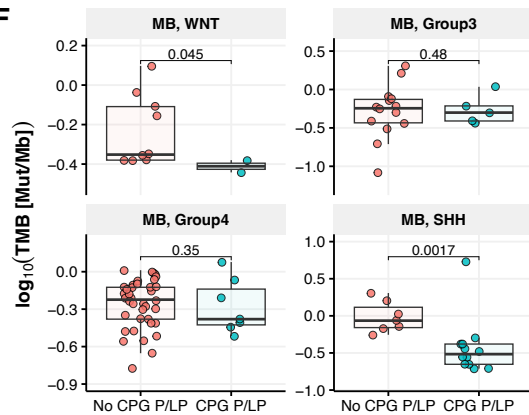 F
MB, WNT
MB, Group3
0.2
0.0
−0.2
−0.4
0.045
0.5
0.0
−0.5
−1.0
0.48
log10(TMB [Mut/Mb])
MB, Group4
MB, SHH
0.0
−0.3
−0.6
−0.9
0.35
1.0
0.5
0.0
−0.5
−1.0
0.0017
No CPG P/LP CPG P/LP
No CPG P/LP CPG P/LP